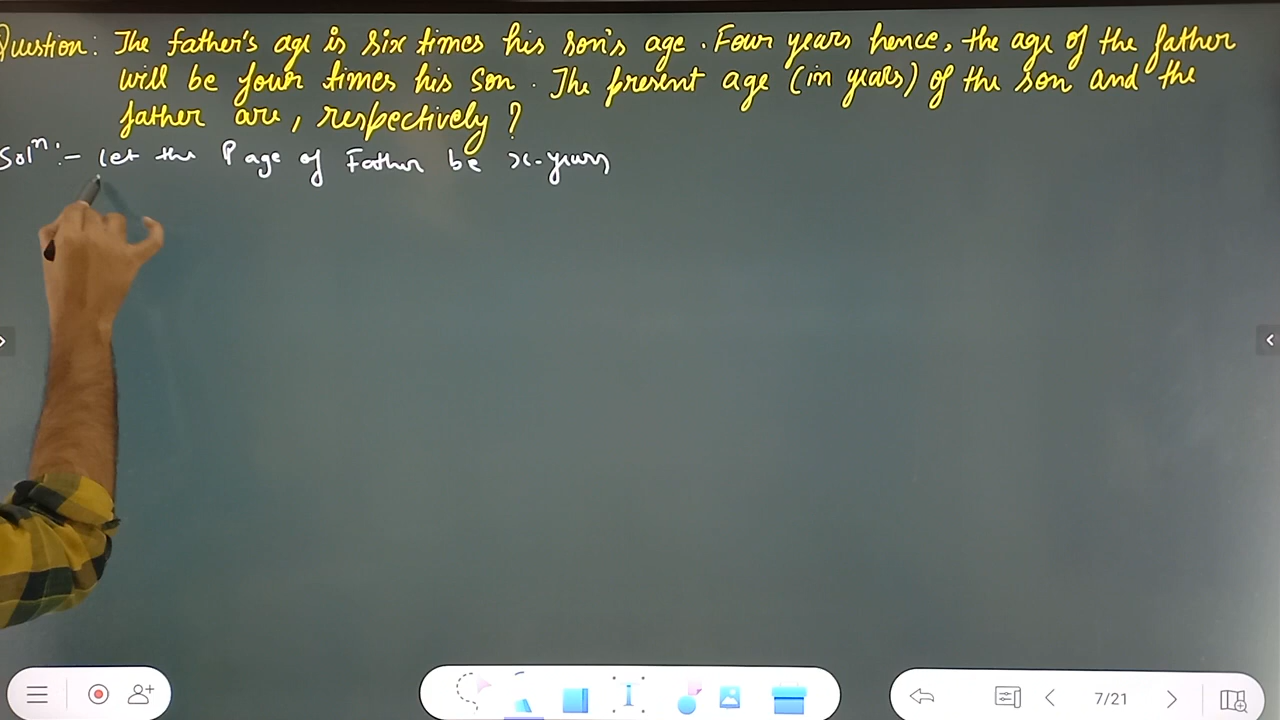 Question: The father's age is six times his son's age. Four years hence, the age of the father
will be four times his son. The present age (in years) of the son and the
father are, respectively?
Solⁿ:- Let the P age of Father be x-years
7/21